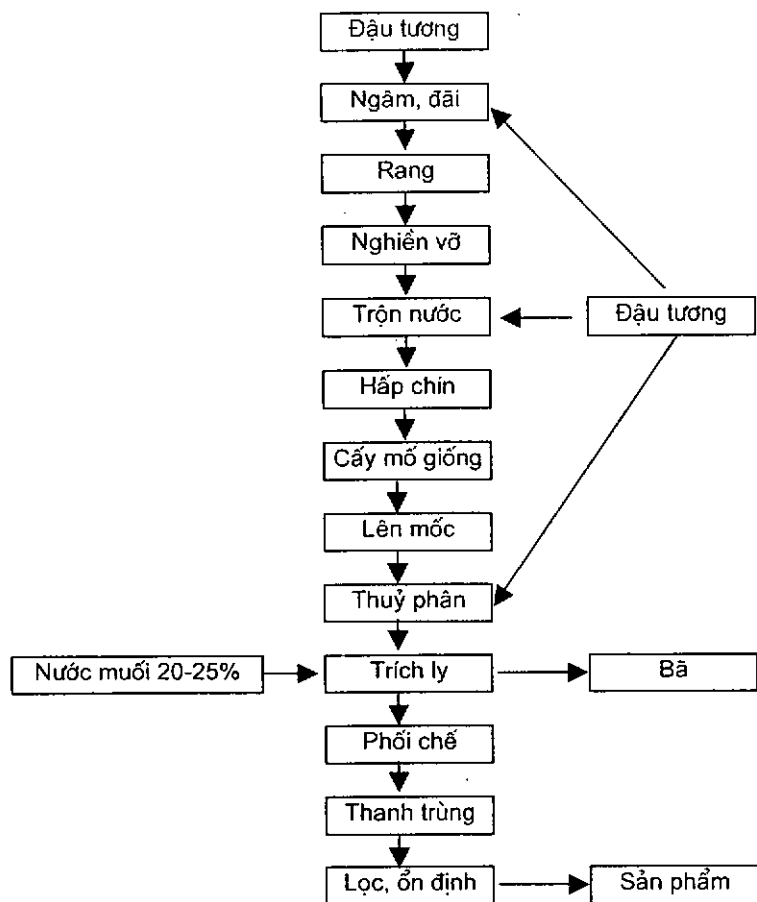 Đậu tương
Ngâm, đãi
Rang
Nghiền vỡ
Trộn nước
Đậu tương
Hấp chín
Cấy mố giống
Lên mốc
Thuỷ phân
Nước muối 20-25%
Trích ly
Bã
Phối chế
Thanh trùng
Lọc, ổn định
Sản phẩm